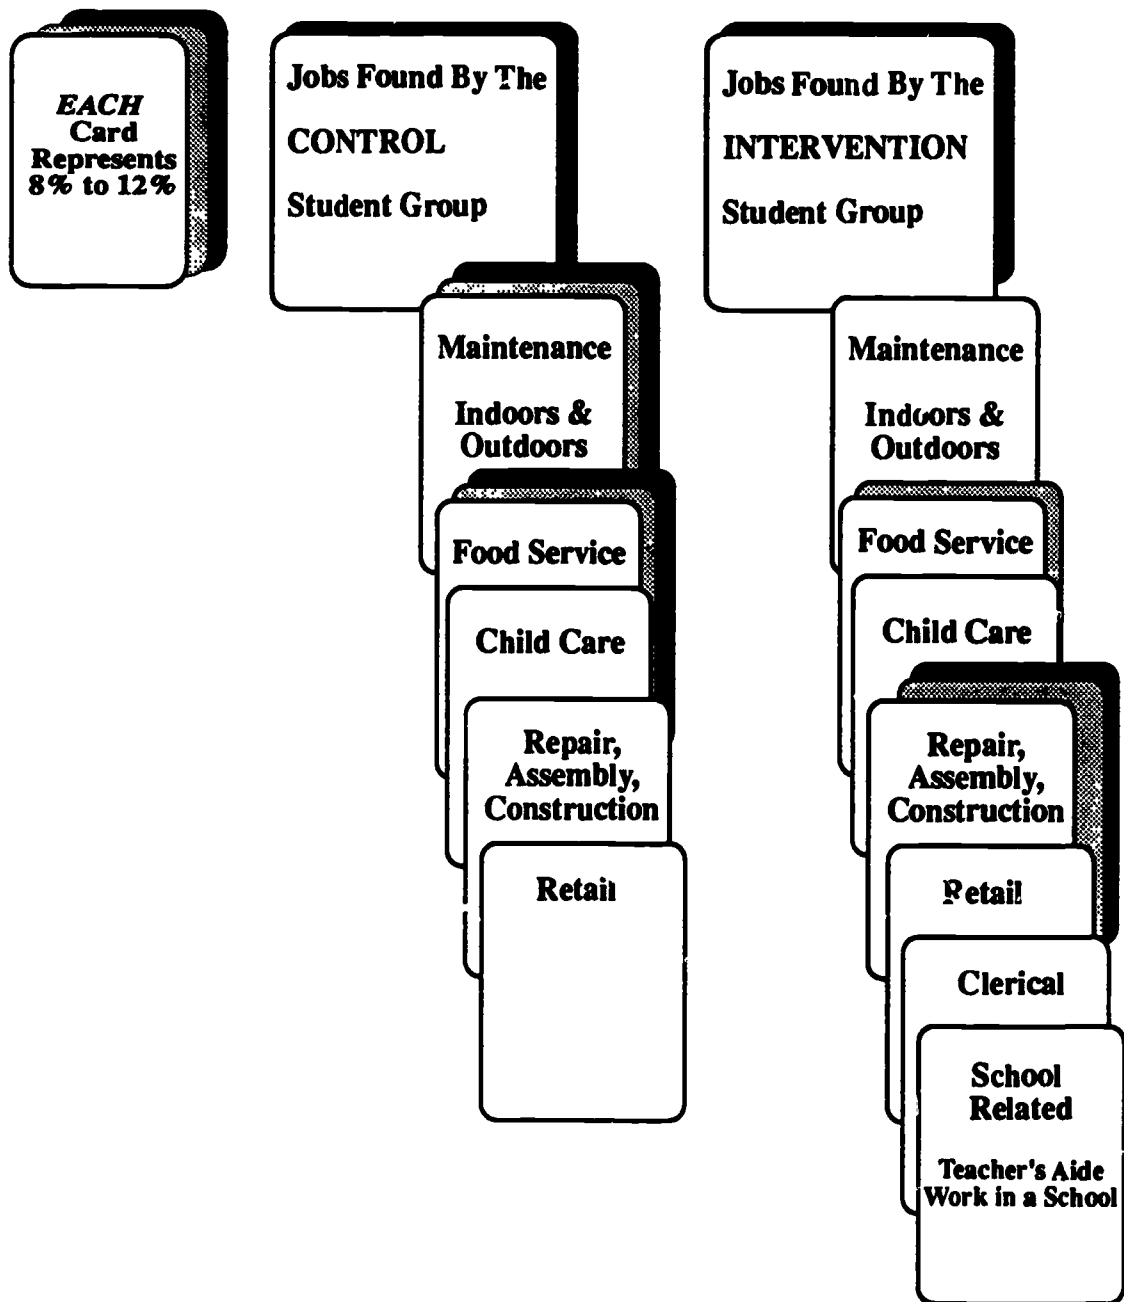 EACH
Card
Represents
8% to 12%
Jobs Found By The
CONTROL
Student Group
Maintenance
Indoors &
Outdoors
Food Service
Child Care
Repair,
Assembly,
Construction
Retail
Jobs Found By The
INTERVENTION
Student Group
Maintenance
Indoors &
Outdoors
Food Service
Child Care
Repair,
Assembly,
Construction
Retail
Clerical
School
Related
Teacher's Aide
Work in a School